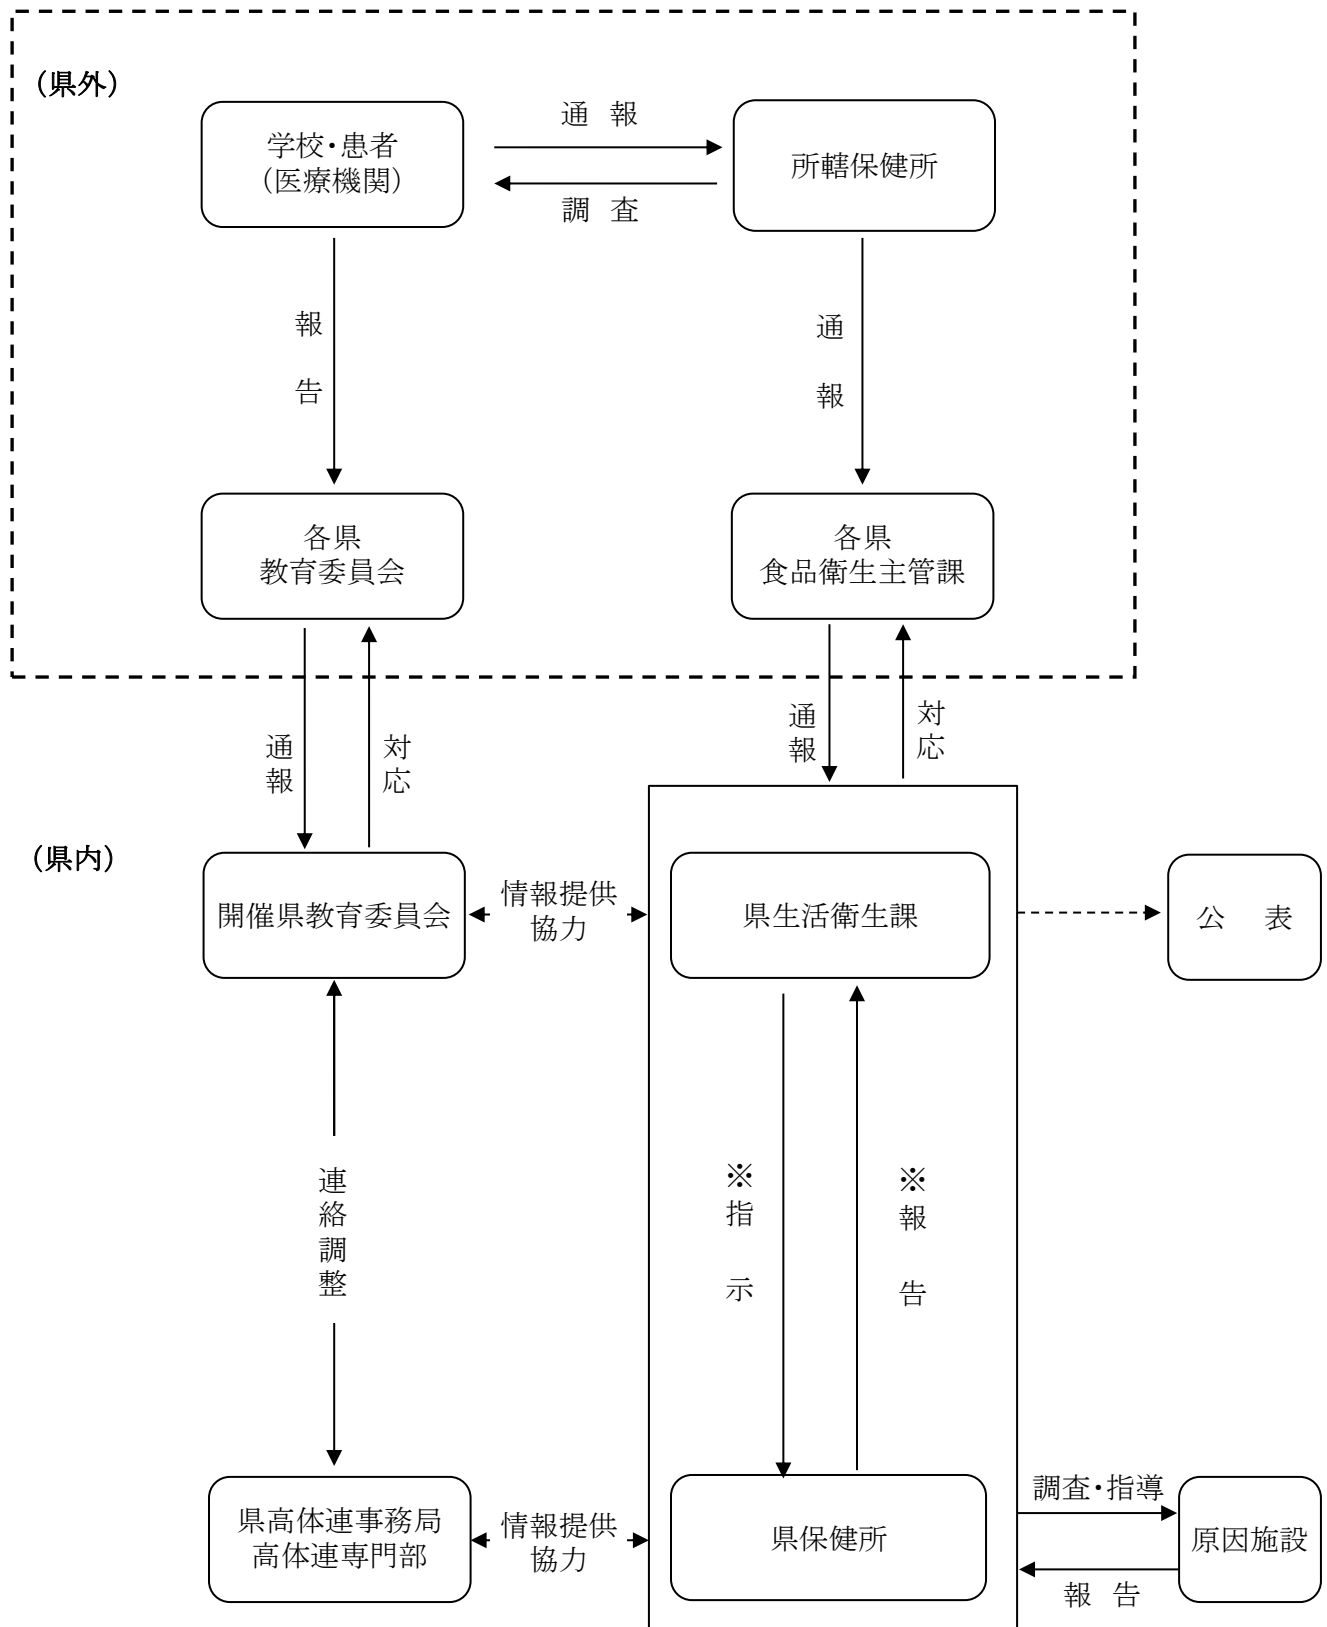 (県外)
学校・患者
(医療機関)
通 報
調 査
所轄保健所
報告
通報
各県
教育委員会
各県
食品衛生主管課
通報
対応
通報
対応
(県内)
開催県教育委員会
情報提供
協力
県生活衛生課
公 表
連絡調整
※指示
※報告
県高体連事務局
高体連専門部
情報提供
協力
県保健所
調査・指導
報 告
原因施設